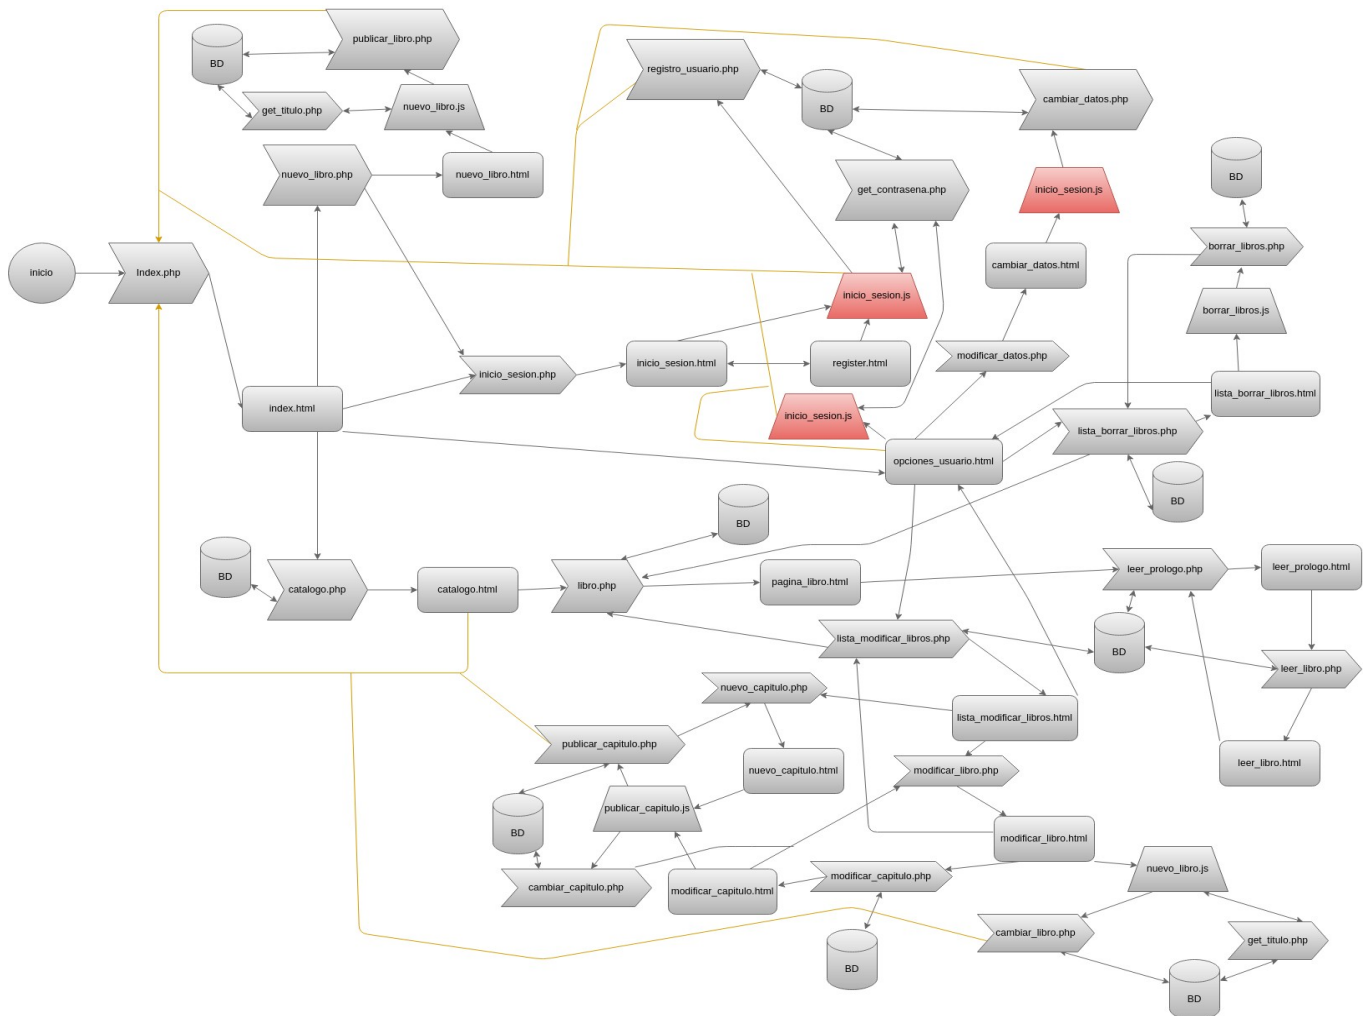 publicar_libro.php
BD
get_titulo.php
nuevo_libro.js
nuevo_libro.php
nuevo_libro.html
registro_usuario.php
BD
cambiar_datos.php
get_contrasena.php
inicio_sesion.js
BD
inicio
Index.php
cambiar_datos.html
borrar_libros.php
inicio_sesion.js
borrar_libros.js
inicio_sesion.php
inicio_sesion.html
register.html
modificar_datos.php
index.html
inicio_sesion.js
lista_borrar_libros.html
lista_borrar_libros.php
opciones_usuario.html
BD
BD
BD
catalogo.php
catalogo.html
libro.php
pagina_libro.html
leer_prologo.php
leer_prologo.html
lista_modificar_libros.php
BD
leer_libro.php
nuevo_capitulo.php
lista_modificar_libros.html
publicar_capitulo.php
nuevo_capitulo.html
modificar_libro.php
leer_libro.html
BD
publicar_capitulo.js
modificar_libro.html
cambiar_capitulo.php
modificar_capitulo.html
modificar_capitulo.php
nuevo_libro.js
cambiar_libro.php
get_titulo.php
BD
BD